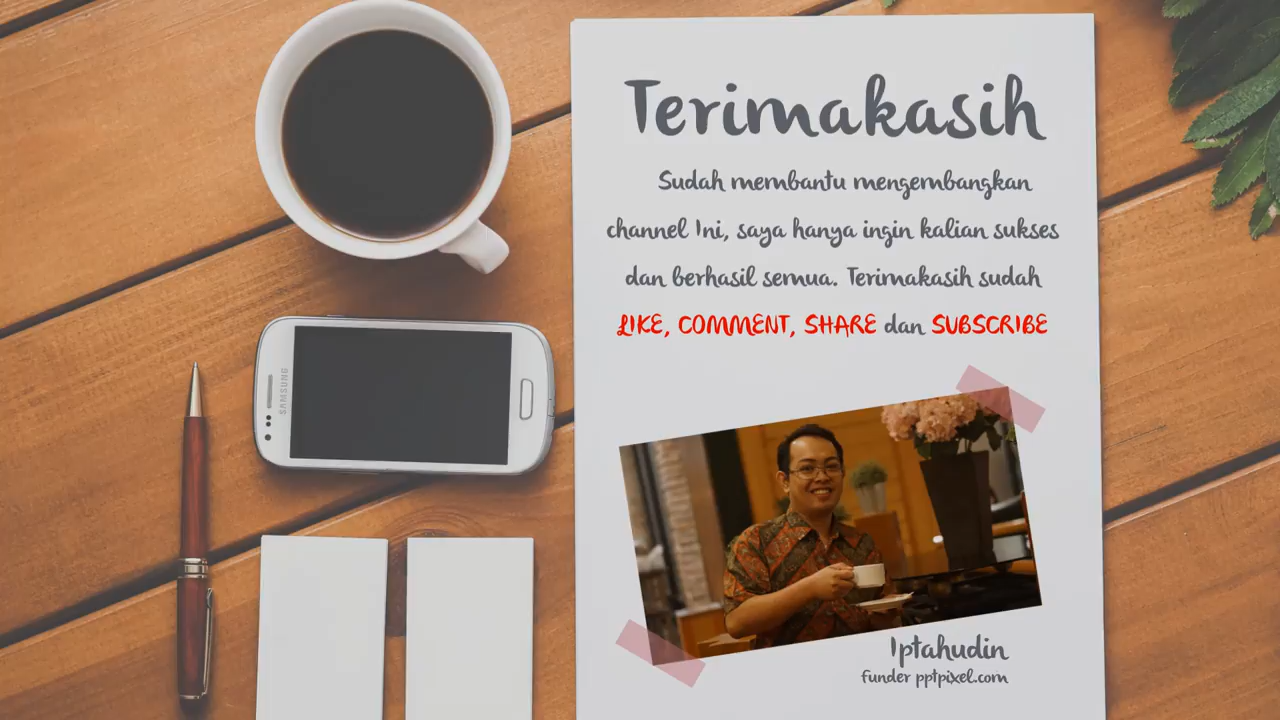 Terimakasih
Sudah membantu mengembangkan
channel Ini, saya hanya ingin kalian sukses
dan berhasil semua. Terimakasih sudah
LIKE, COMMENT, SHARE dan SUBSCRIBE
SAMSUNG
Iptahudin
funder pptpixel.com